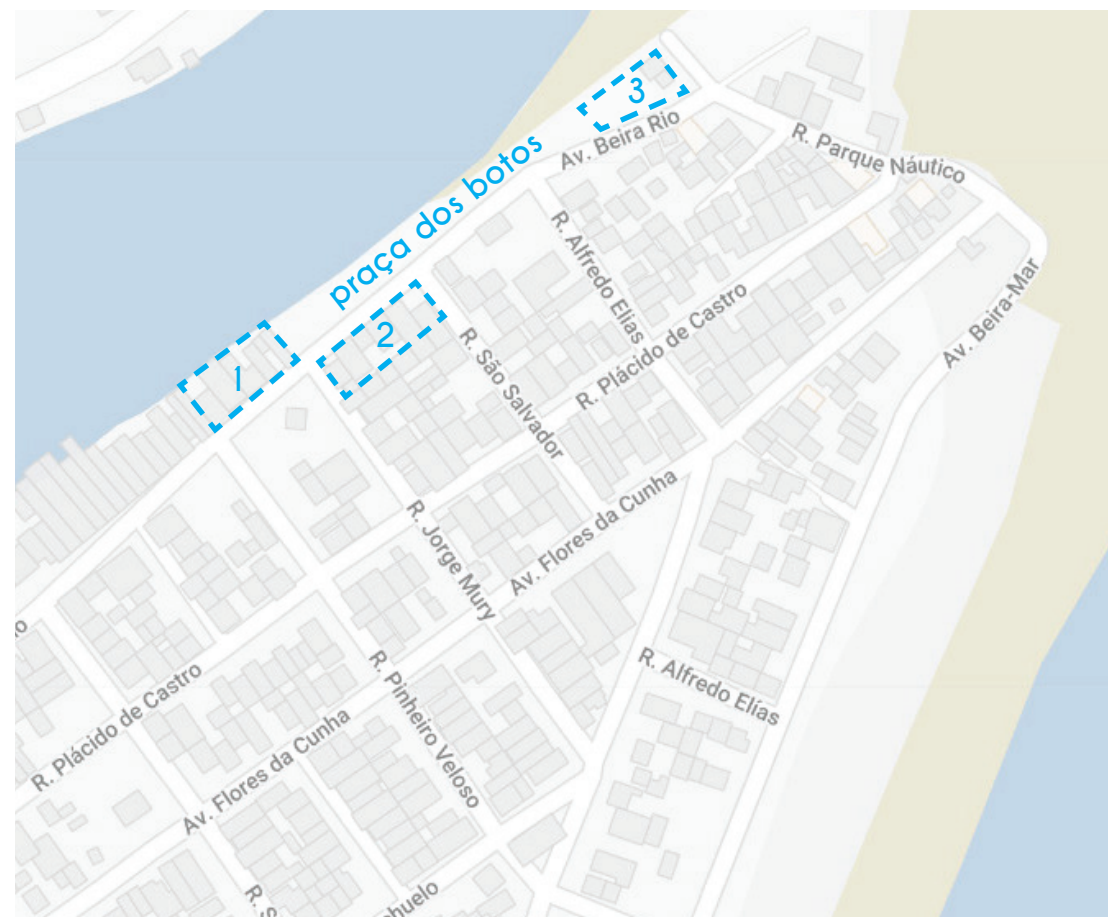 3
Av. Beira Rio
R. Parque Náutico
praça dos botos
R. Alfredo Elías
R. Plácido de Castro
Av. Beira-Mar
2
1
R. São Salvador
R. Jorge Mury
Av. Flores da Cunha
R. Plácido de Castro
R. Pinheiro Veloso
R. Alfredo Elías
Av. Flores da Cunha